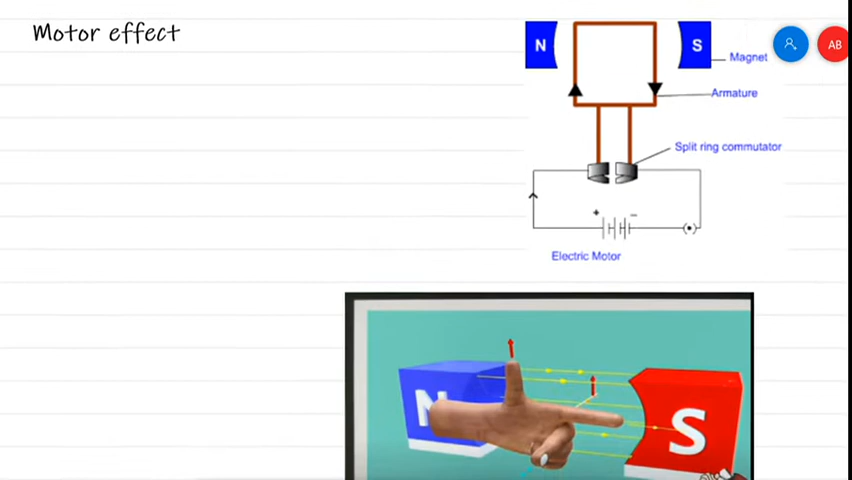 Motor effect
N
S
Magnet
Armature
Split ring commutator
+
−
Electric Motor
AB
N
S